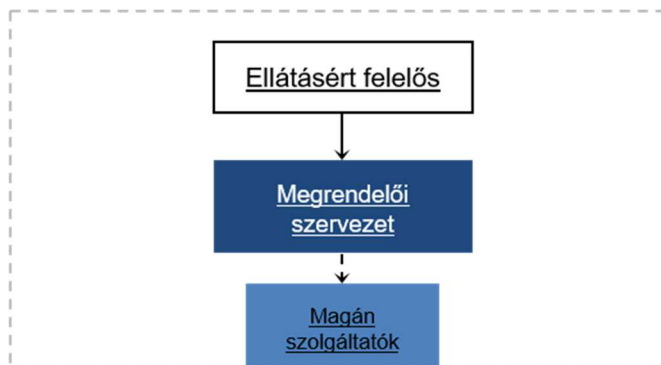 Ellátásért felelős
Megrendelői
szervezet
Magán
szolgáltatók